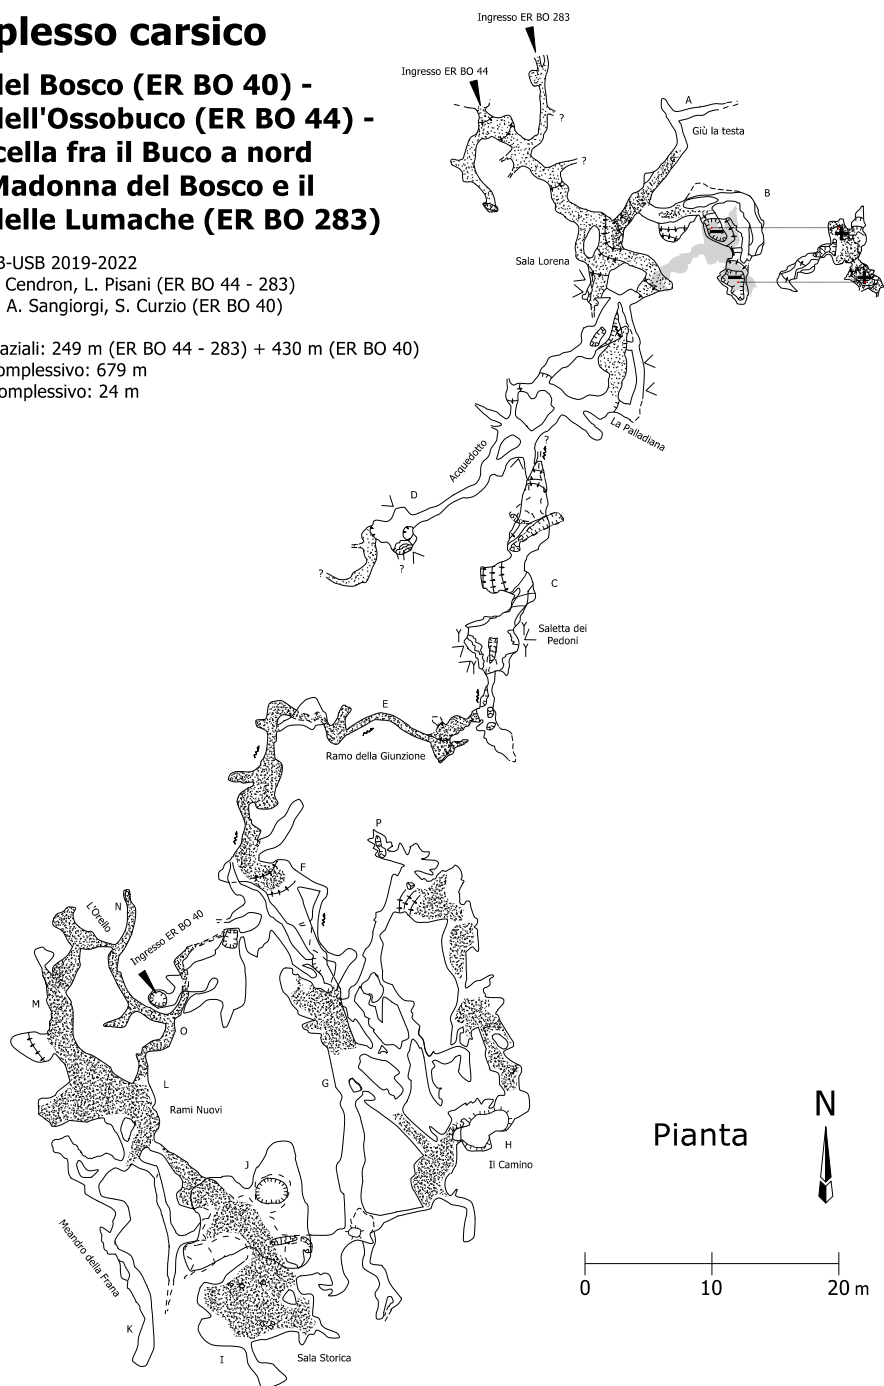 plesso carsico
del Bosco (ER BO 40) -
dell'Ossobuco (ER BO 44) -
cella fra il Buco a nord
Madonna del Bosco e il
delle Lumache (ER BO 283)
B-USB 2019-2022
Cendron, L. Pisani (ER BO 44 - 283)
A. Sangiorgi, S. Curzio (ER BO 40)
aziali: 249 m (ER BO 44 - 283) + 430 m (ER BO 40)
omplessivo: 679 m
omplessivo: 24 m
Ingresso ER BO 283
Ingresso ER BO 44
A
?
Giù la testa
?
B
Sala Lorena
La Palladiana
?
Acquedotto
D
?
?
C
Saletta dei
Pedoni
E
Ramo della Giunzione
P
F
N
L'Orello
Ingresso ER BO 40
M
O
L
G
Rami Nuovi
H
Il Camino
J
Meandro della Frana
K
I
Sala Storica
Pianta
N
0 10 20 m